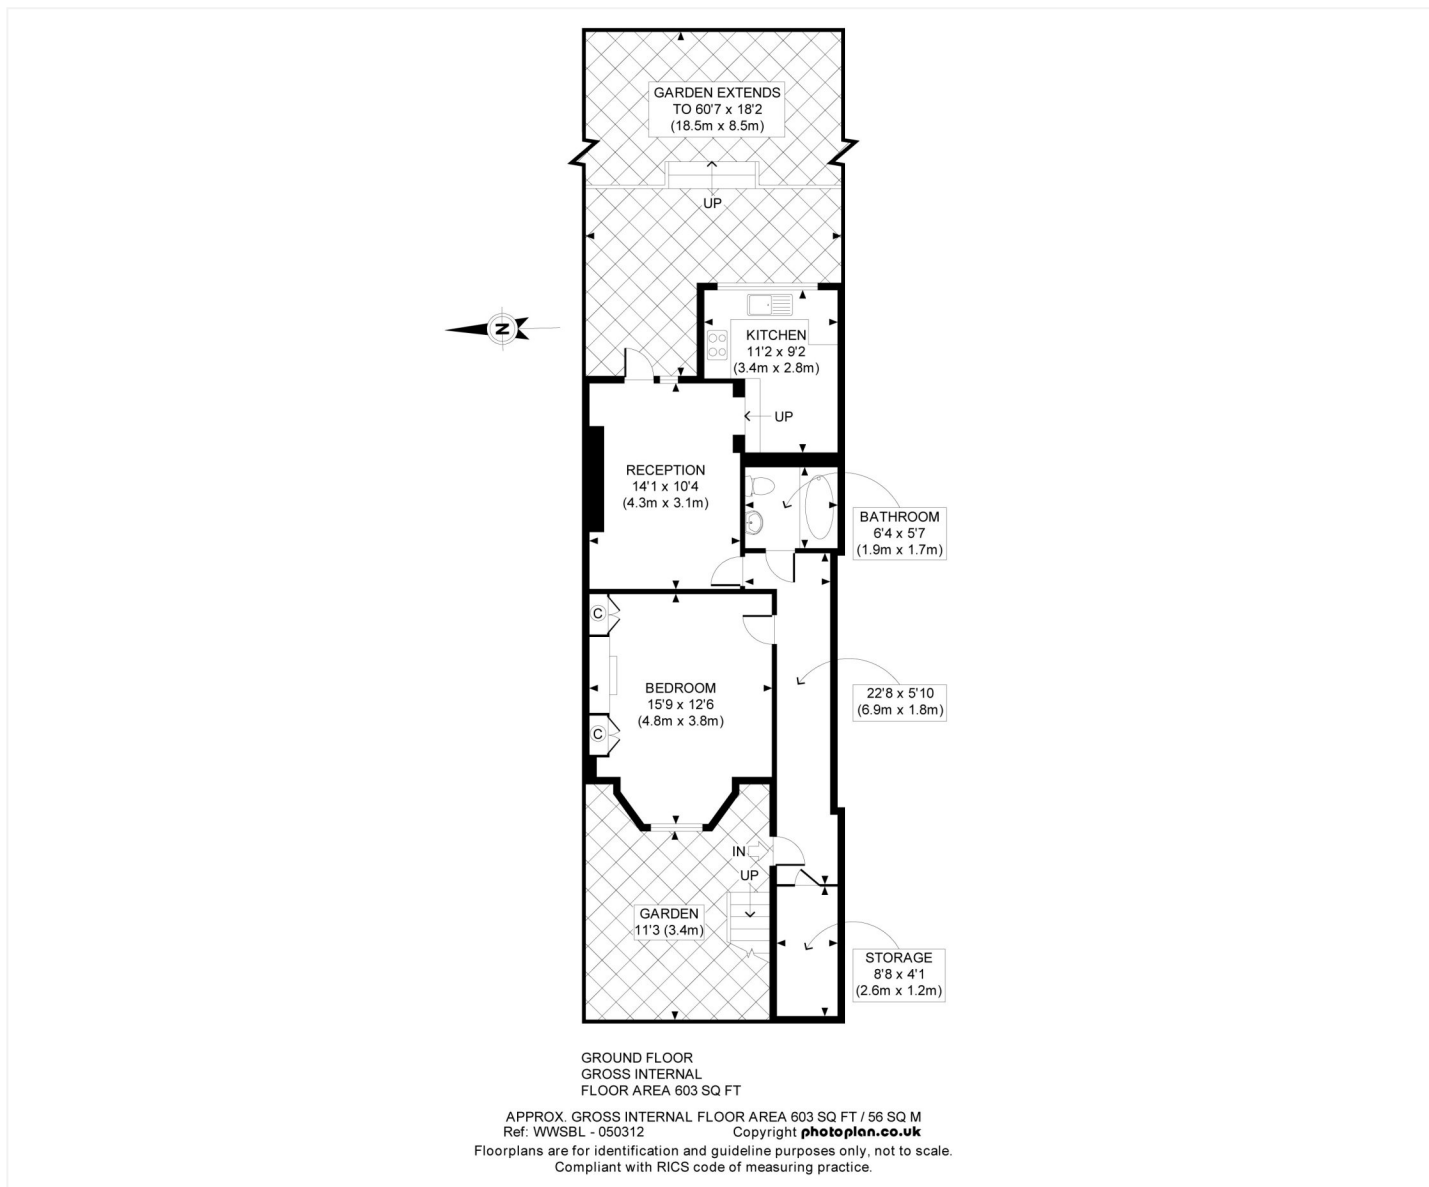 GARDEN EXTENDS
TO 60'7 x 18'2
(18.5m x 8.5m)
UP
N
KITCHEN
11'2 x 9'2
(3.4m x 2.8m)
UP
RECEPTION
14'1 x 10'4
(4.3m x 3.1m)
BATHROOM
6'4 x 5'7
(1.9m x 1.7m)
C
BEDROOM
15'9 x 12'6
(4.8m x 3.8m)
22'8 x 5'10
(6.9m x 1.8m)
C
IN
UP
GARDEN
11'3 (3.4m)
STORAGE
8'8 x 4'1
(2.6m x 1.2m)
GROUND FLOOR
GROSS INTERNAL
FLOOR AREA 603 SQ FT
APPROX. GROSS INTERNAL FLOOR AREA 603 SQ FT / 56 SQ M
Ref: WWSBL - 050312 Copyright photoplan.co.uk
Floorplans are for identification and guideline purposes only, not to scale.
Compliant with RICS code of measuring practice.